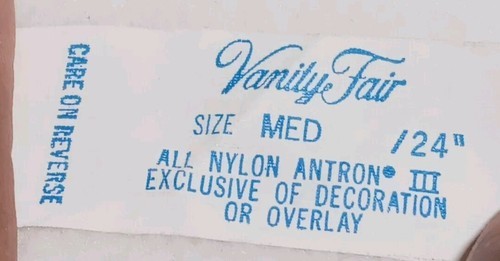 Vanity Fair
SIZE MED /24"
ALL NYLON ANTRON® III
EXCLUSIVE OF DECORATION
OR OVERLAY
CARE ON REVERSE